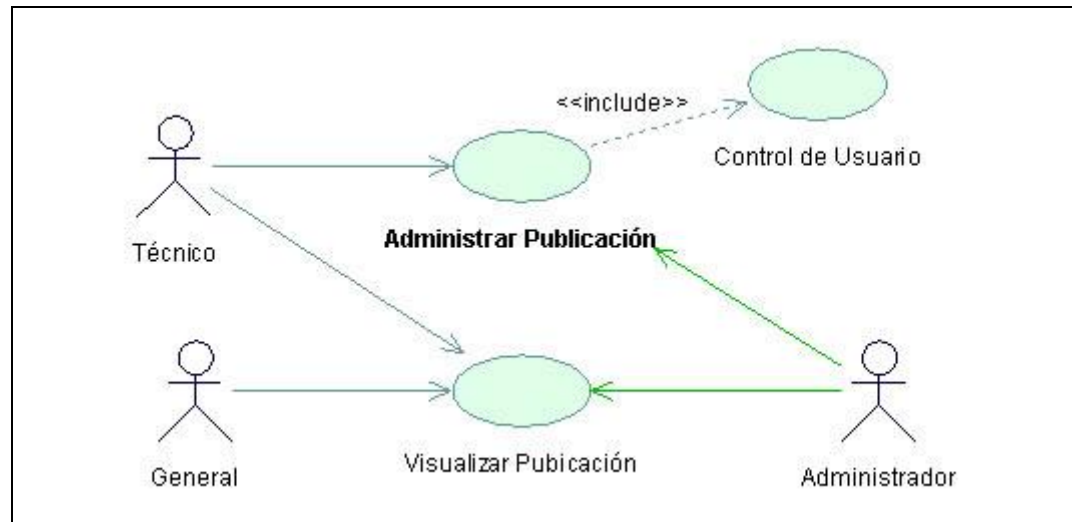 <<include>>
Control de Usuario
Administrar Publicación
Técnico
Visualizar Pubicación
General
Administrador